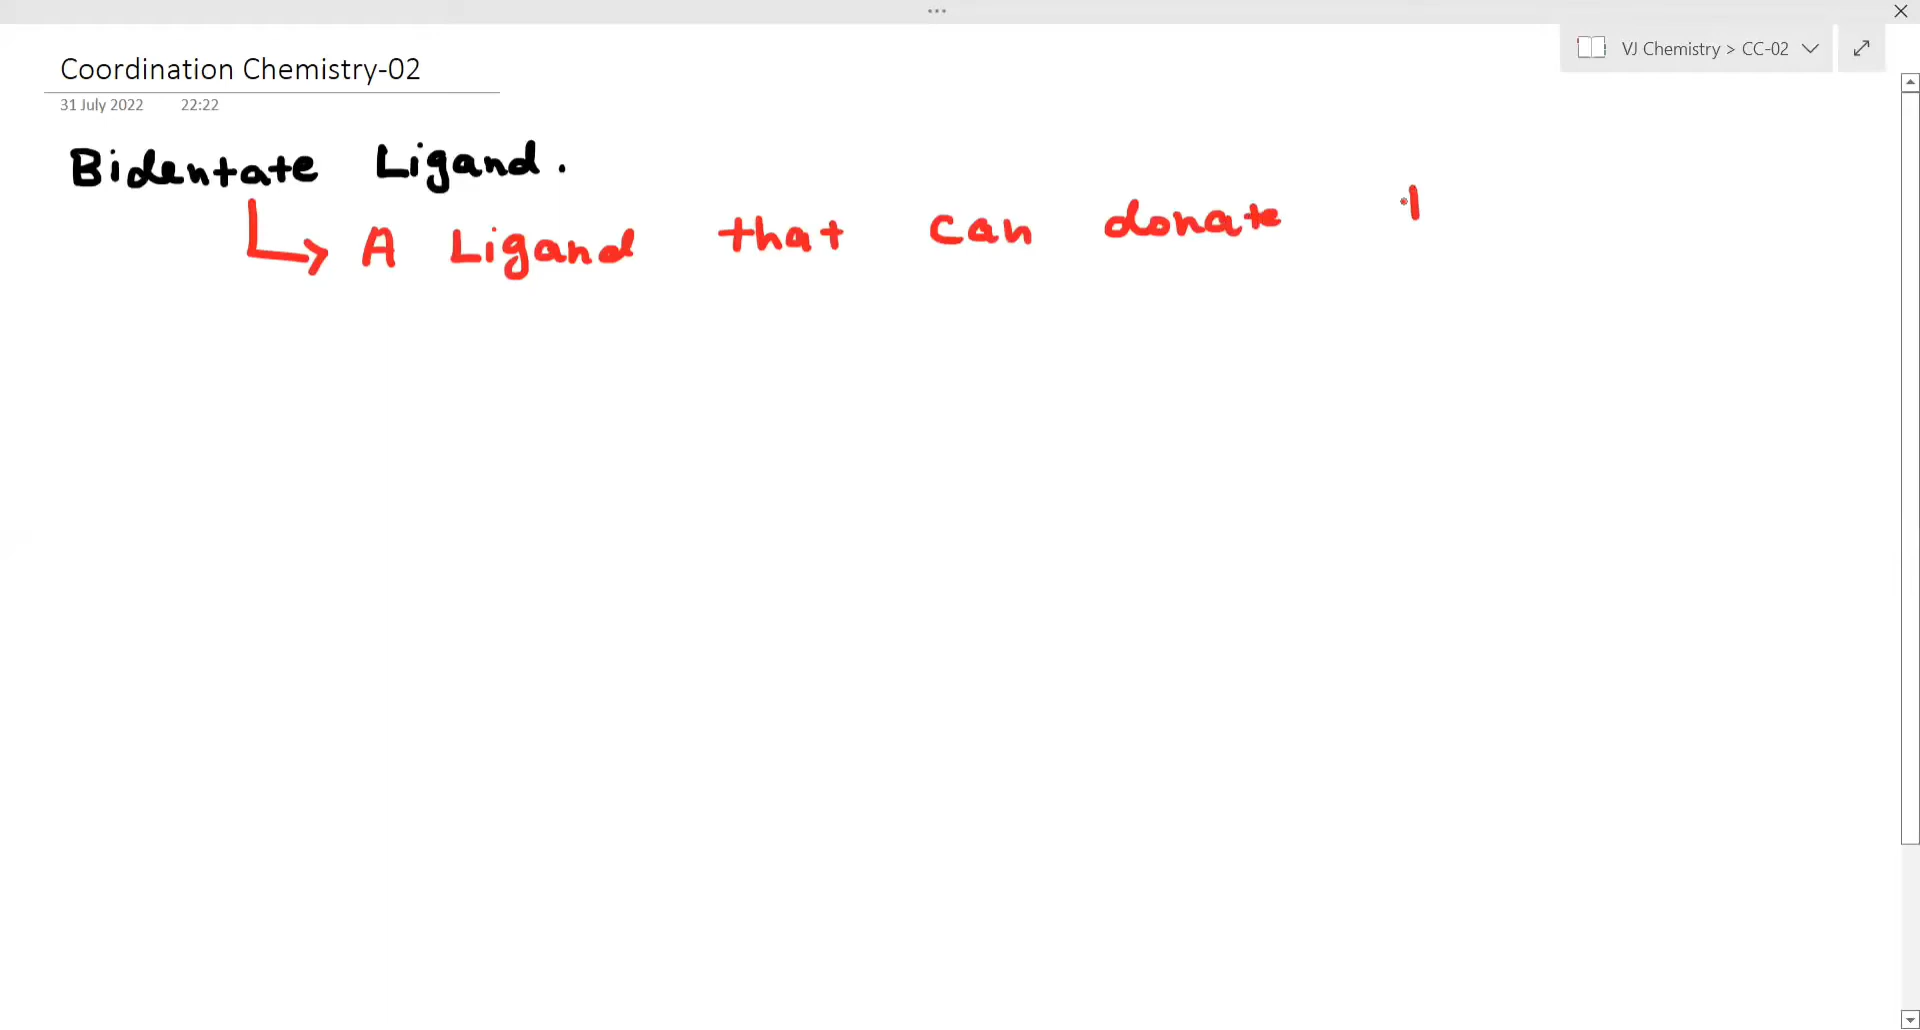 ...
VJ Chemistry > CC-02
Coordination Chemistry-02
31 July 2022 22:22
Bidentate Ligand.
A Ligand that can donate